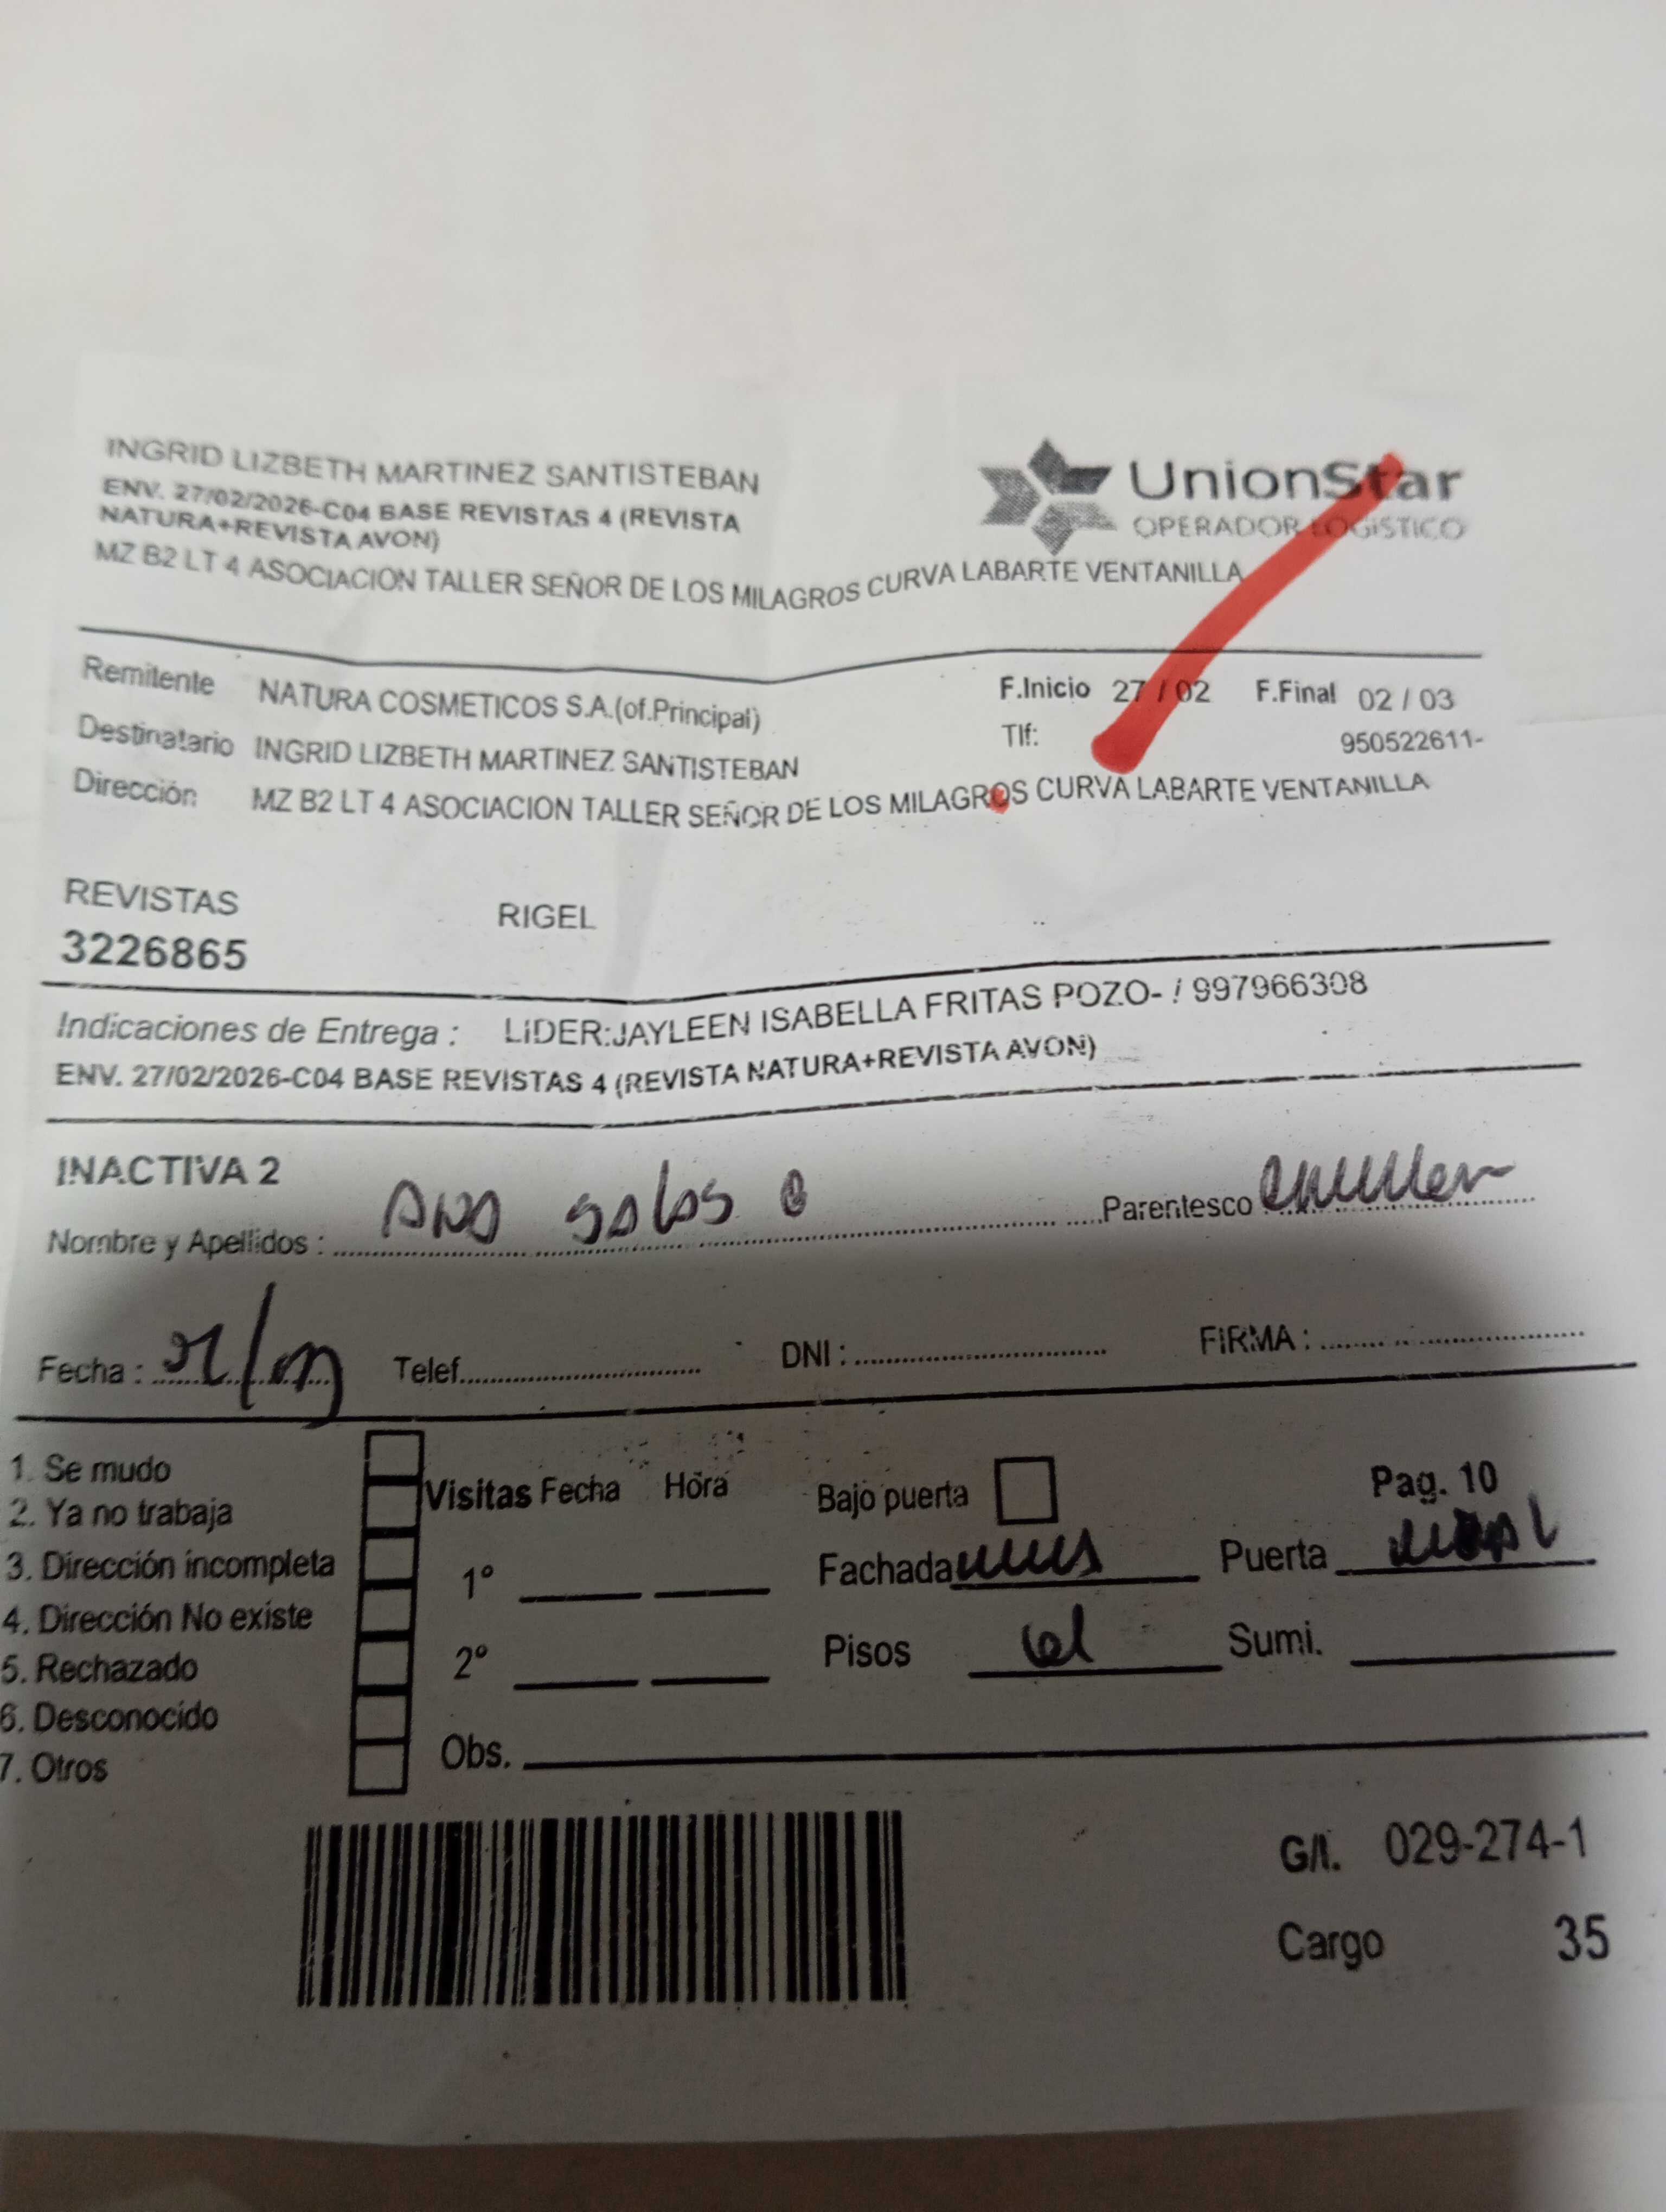 INGRID LIZBETH MARTINEZ SANTISTEBAN
ENV. 27/02/2026-C04 BASE REVISTAS 4 (REVISTA
NATURA+REVISTA AVON)
MZ B2 LT 4 ASOCIACION TALLER SEÑOR DE LOS MILAGROS CURVA LABARTE VENTANILLA
UnionStar
OPERADOR LOGISTICO
Remitente NATURA COSMETICOS S.A.(of.Principal)
F.Inicio 27 / 02 F.Final 02 / 03
Destinatario INGRID LIZBETH MARTINEZ SANTISTEBAN
Tlf: 950522611-
Dirección MZ B2 LT 4 ASOCIACION TALLER SEÑOR DE LOS MILAGROS CURVA LABARTE VENTANILLA
REVISTAS RIGEL
3226865
Indicaciones de Entrega : LIDER:JAYLEEN ISABELLA FRITAS POZO- / 997966308
ENV. 27/02/2026-C04 BASE REVISTAS 4 (REVISTA NATURA+REVISTA AVON)
INACTIVA 2
Nombre y Apellidos : Parentesco
Fecha : Telef. DNI : FIRMA :
1. Se mudo
2. Ya no trabaja
3. Dirección incompleta
4. Dirección No existe
5. Rechazado
6. Desconocido
7. Otros
Visitas Fecha Hora
1°
2°
Obs.
Bajo puerta
Pag. 10
Fachada Puerta
Pisos Sumi.
G/I. 029-274-1
Cargo 35